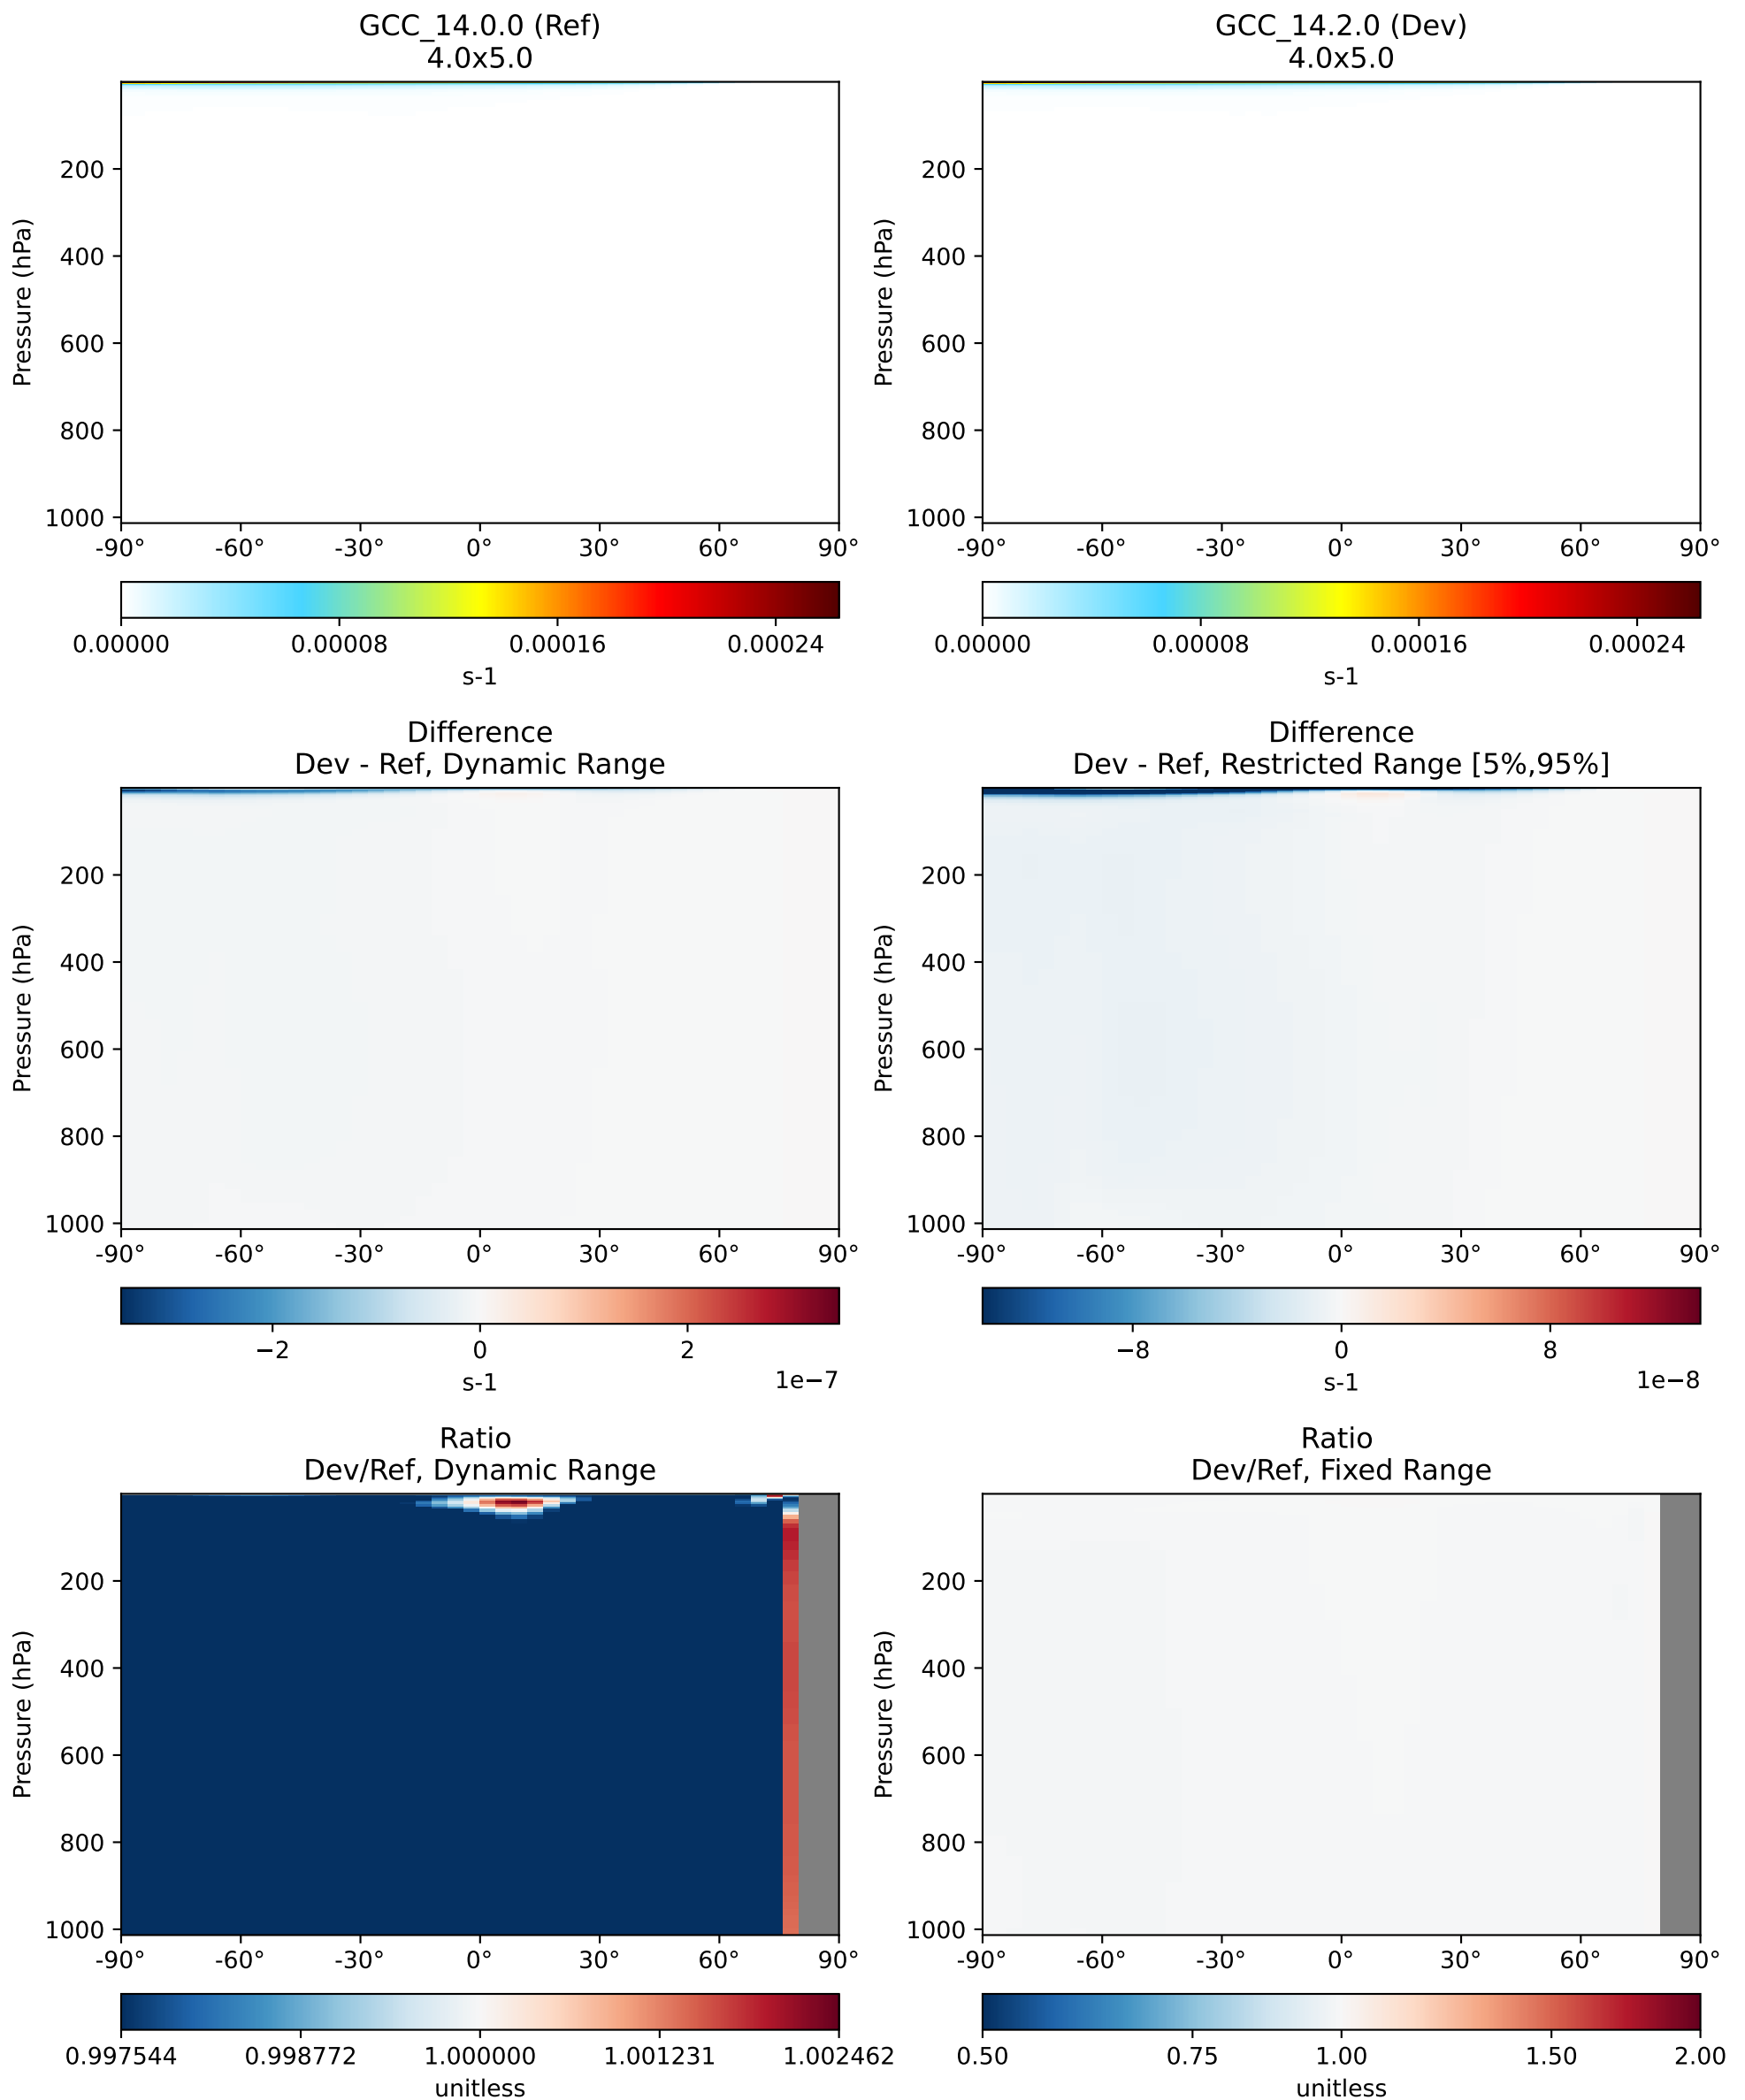 GCC_14.0.0 (Ref)
4.0x5.0
Pressure (hPa)
200
400
600
800
1000
-90° -60° -30° 0° 30° 60° 90°
0.00000 0.00008 0.00016 0.00024
s-1
GCC_14.2.0 (Dev)
4.0x5.0
Pressure (hPa)
200
400
600
800
1000
-90° -60° -30° 0° 30° 60° 90°
0.00000 0.00008 0.00016 0.00024
s-1
Difference
Dev - Ref, Dynamic Range
Pressure (hPa)
200
400
600
800
1000
-90° -60° -30° 0° 30° 60° 90°
−2 0 2
s-1 1e−7
Difference
Dev - Ref, Restricted Range [5%,95%]
Pressure (hPa)
200
400
600
800
1000
-90° -60° -30° 0° 30° 60° 90°
−8 0 8
s-1 1e−8
Ratio
Dev/Ref, Dynamic Range
Pressure (hPa)
200
400
600
800
1000
-90° -60° -30° 0° 30° 60° 90°
0.997544 0.998772 1.000000 1.001231 1.002462
unitless
Ratio
Dev/Ref, Fixed Range
Pressure (hPa)
200
400
600
800
1000
-90° -60° -30° 0° 30° 60° 90°
0.50 0.75 1.00 1.50 2.00
unitless